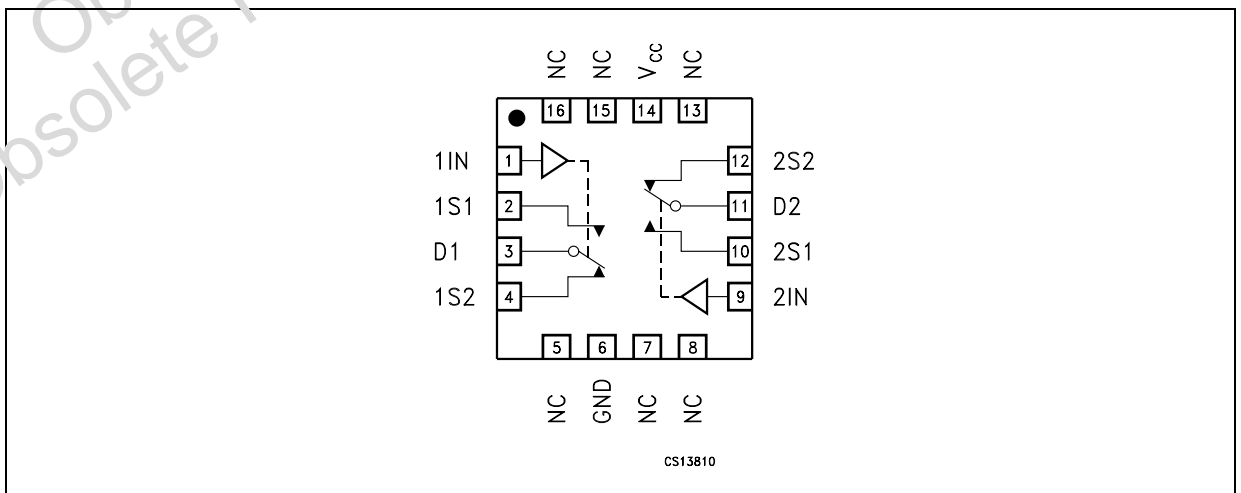 Obsolete
NC NC VCC NC
16 15 14 13
1IN 1 12 2S2
1S1 2 11 D2
D1 3 10 2S1
1S2 4 9 2IN
5 6 7 8
NC GND NC NC
CS13810